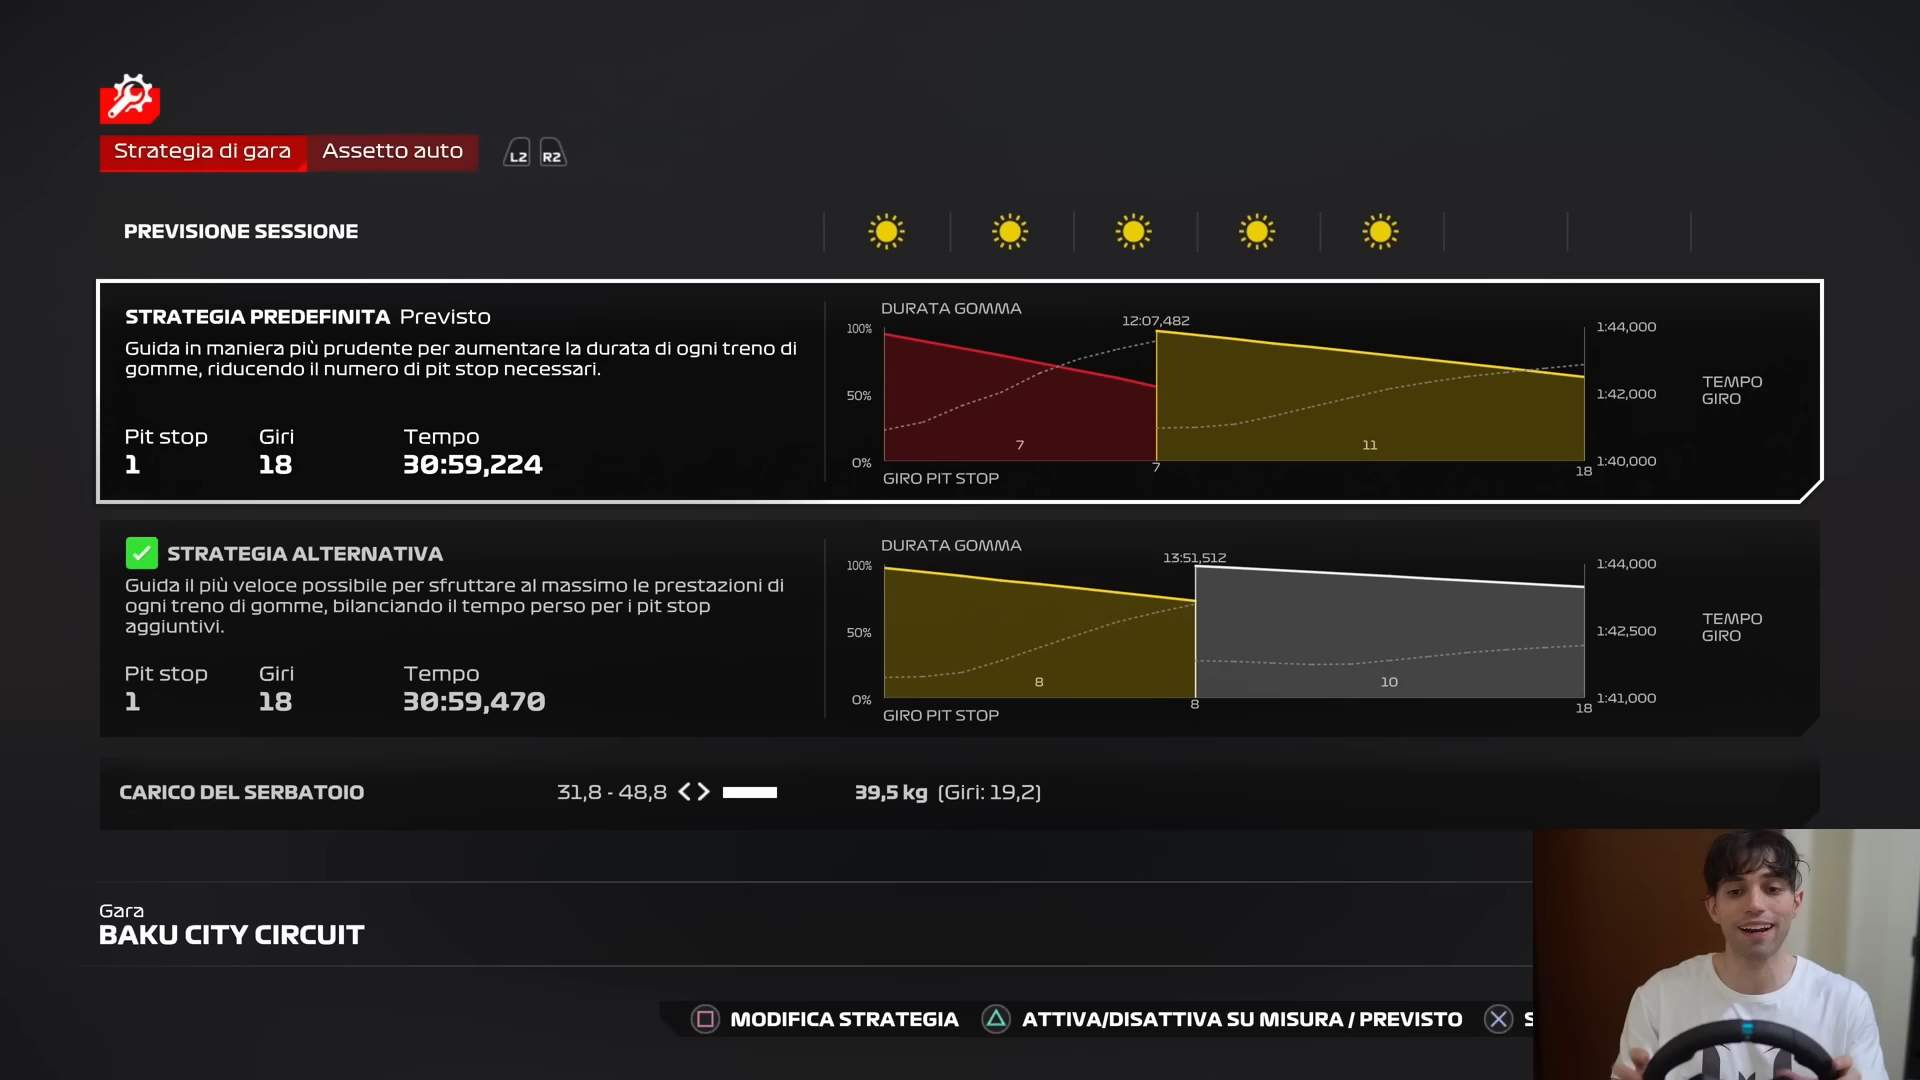 Strategia di gara
Assetto auto
L2 R2
PREVISIONE SESSIONE
STRATEGIA PREDEFINITA Previsto
Guida in maniera più prudente per aumentare la durata di ogni treno di
gomme, riducendo il numero di pit stop necessari.
Pit stop Giri Tempo
1 18 30:59,224
DURATA GOMMA
12:07,482
100%
50%
0%
7 11
7 18
GIRO PIT STOP
1:44,000
1:42,000
1:40,000
TEMPO
GIRO
STRATEGIA ALTERNATIVA
Guida il più veloce possibile per sfruttare al massimo le prestazioni di
ogni treno di gomme, bilanciando il tempo perso per i pit stop
aggiuntivi.
Pit stop Giri Tempo
1 18 30:59,470
DURATA GOMMA
13:51,512
100%
50%
0%
8 10
8 18
GIRO PIT STOP
1:44,000
1:42,500
1:41,000
TEMPO
GIRO
CARICO DEL SERBATOIO 31,8 - 48,8 39,5 kg (Giri: 19,2)
Gara
BAKU CITY CIRCUIT
MODIFICA STRATEGIA ATTIVA/DISATTIVA SU MISURA / PREVISTO